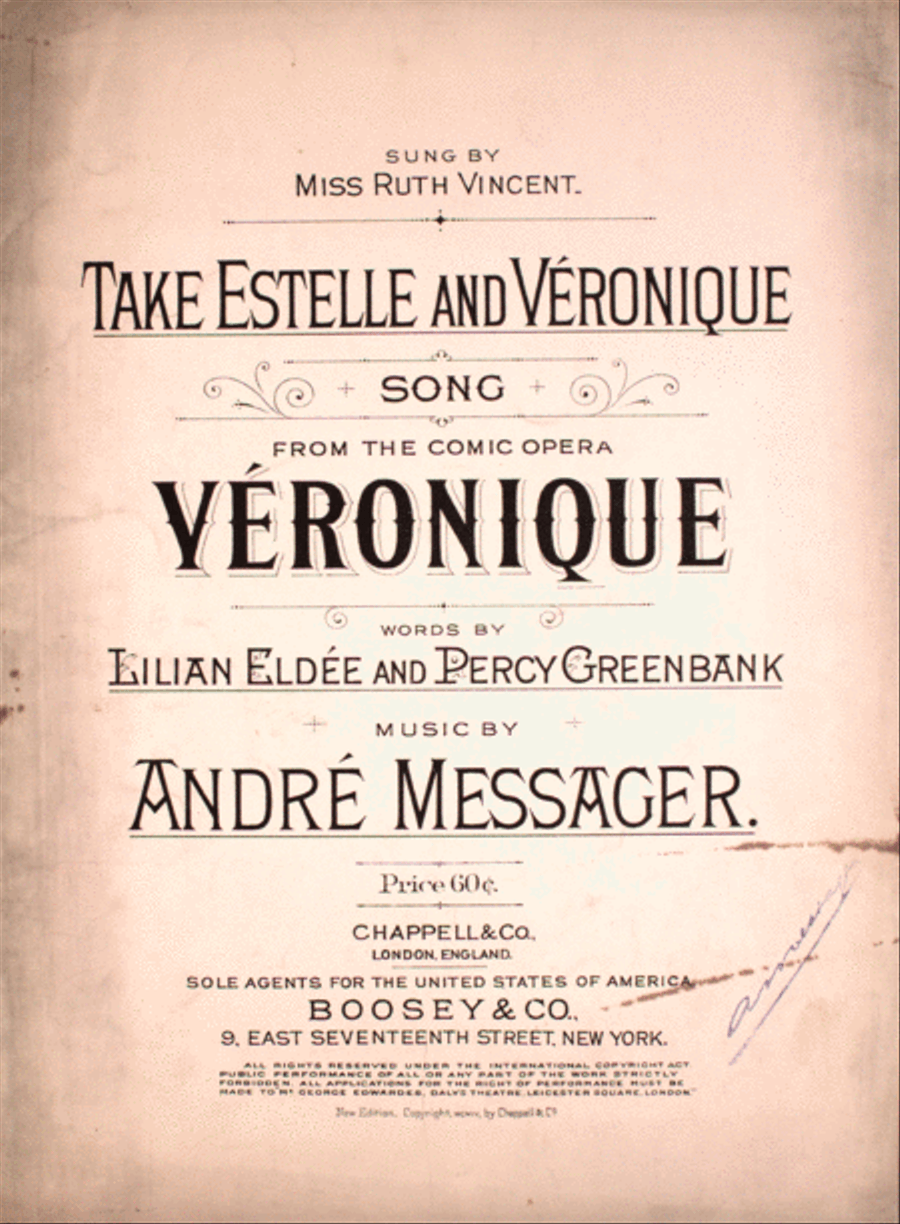 SUNG BY
MISS RUTH VINCENT.
TAKE ESTELLE AND VÉRONIQUE
SONG
FROM THE COMIC OPERA
VÉRONIQUE
WORDS BY
LILIAN ELDÉE AND PERCY GREENBANK
MUSIC BY
ANDRÉ MESSAGER.
Price 60¢.
CHAPPELL & CO.,
LONDON, ENGLAND.
SOLE AGENTS FOR THE UNITED STATES OF AMERICA
BOOSEY & CO.,
9, EAST SEVENTEENTH STREET, NEW YORK.
ALL RIGHTS RESERVED UNDER THE INTERNATIONAL COPYRIGHT ACT
PUBLIC PERFORMANCE OF ALL OR ANY PART OF THE WORK STRICTLY
FORBIDDEN. ALL APPLICATIONS FOR THE RIGHT OF PERFORMANCE MUST BE
MADE TO MR GEORGE EDWARDES, DALYS THEATRE, LEICESTER SQUARE, LONDON.
New Edition. Copyright, by Chappell & Co